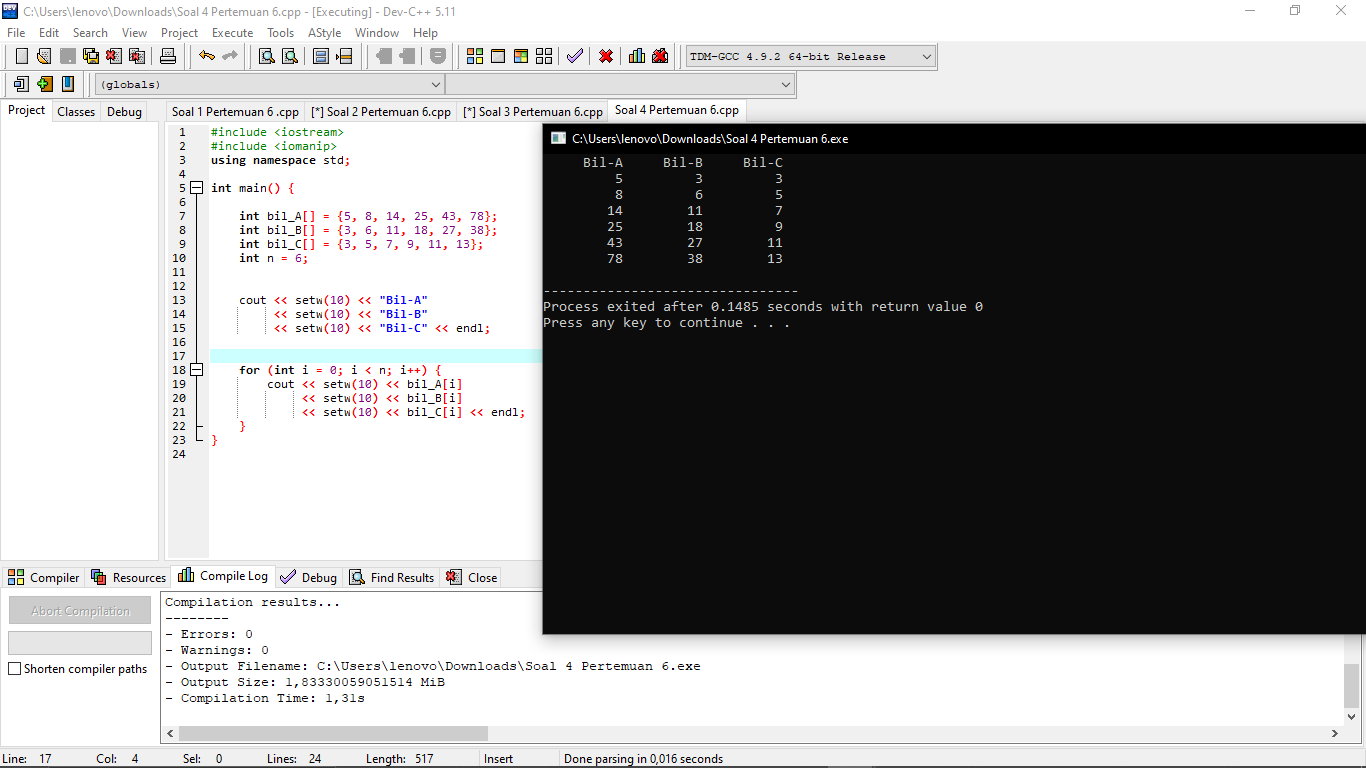 C:\Users\lenovo\Downloads\Soal 4 Pertemuan 6.cpp - [Executing] - Dev-C++ 5.11
File Edit Search View Project Execute Tools AStyle Window Help
TDM-GCC 4.9.2 64-bit Release
(globals)
Project Classes Debug
Soal 1 Pertemuan 6 .cpp [*] Soal 2 Pertemuan 6.cpp [*] Soal 3 Pertemuan 6.cpp Soal 4 Pertemuan 6.cpp
1 #include <iostream>
2 #include <iomanip>
3 using namespace std;
4
5 int main() {
6
7 int bil_A[] = {5, 8, 14, 25, 43, 78};
8 int bil_B[] = {3, 6, 11, 18, 27, 38};
9 int bil_C[] = {3, 5, 7, 9, 11, 13};
10 int n = 6;
11
12
13 cout << setw(10) << "Bil-A"
14 << setw(10) << "Bil-B"
15 << setw(10) << "Bil-C" << endl;
16
17
18 for (int i = 0; i < n; i++) {
19 cout << setw(10) << bil_A[i]
20 << setw(10) << bil_B[i]
21 << setw(10) << bil_C[i] << endl;
22 }
23 }
24
C:\Users\lenovo\Downloads\Soal 4 Pertemuan 6.exe
Bil-A Bil-B Bil-C
5 3 3
8 6 5
14 11 7
25 18 9
43 27 11
78 38 13
--------------------------------
Process exited after 0.1485 seconds with return value 0
Press any key to continue . . .
Compiler Resources Compile Log Debug Find Results Close
Abort Compilation
Shorten compiler paths
Compilation results...
--------
- Errors: 0
- Warnings: 0
- Output Filename: C:\Users\lenovo\Downloads\Soal 4 Pertemuan 6.exe
- Output Size: 1,83330059051514 MiB
- Compilation Time: 1,31s
Line: 17 Col: 4 Sel: 0 Lines: 24 Length: 517 Insert Done parsing in 0,016 seconds